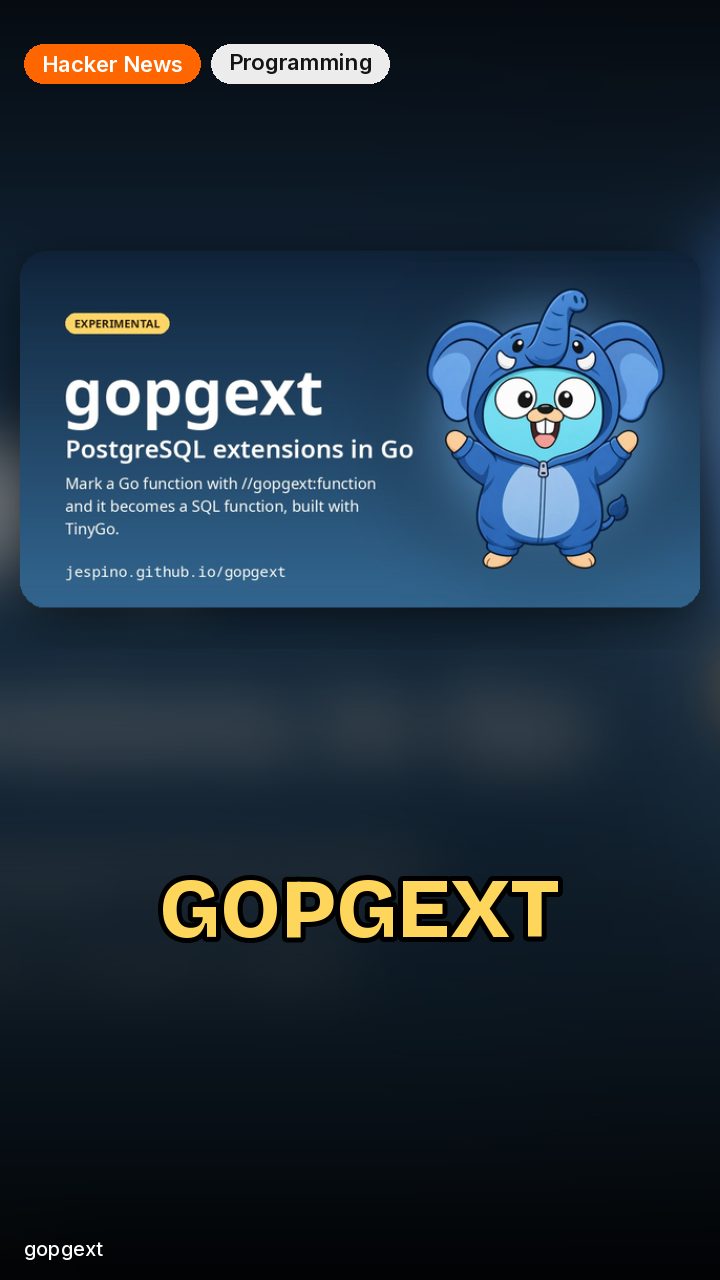 Hacker News
Programming
EXPERIMENTAL
gopgext
PostgreSQL extensions in Go
Mark a Go function with //gopgext:function
and it becomes a SQL function, built with
TinyGo.
jespino.github.io/gopgext
GOPGEXT
gopgext